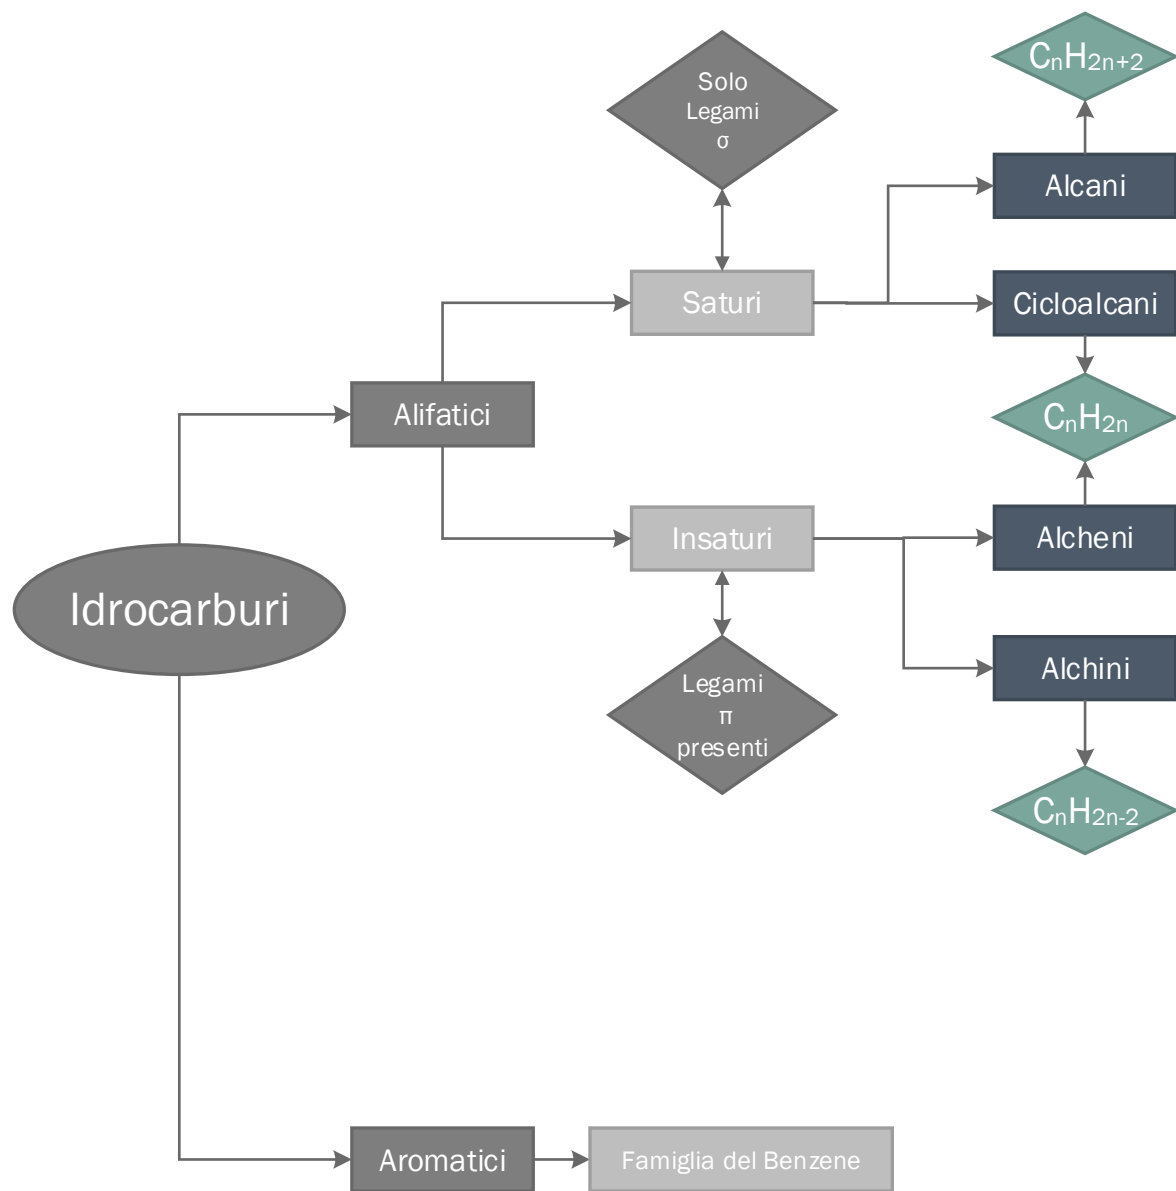 CₙH₂ₙ₊₂
Solo
Legami
σ
Alcani
Saturi
Cicloalcani
Alifatici
CₙH₂ₙ
Insaturi
Alcheni
Idrocarburi
Alchini
Legami
π
presenti
CₙH₂ₙ₋₂
Aromatici
Famiglia del Benzene